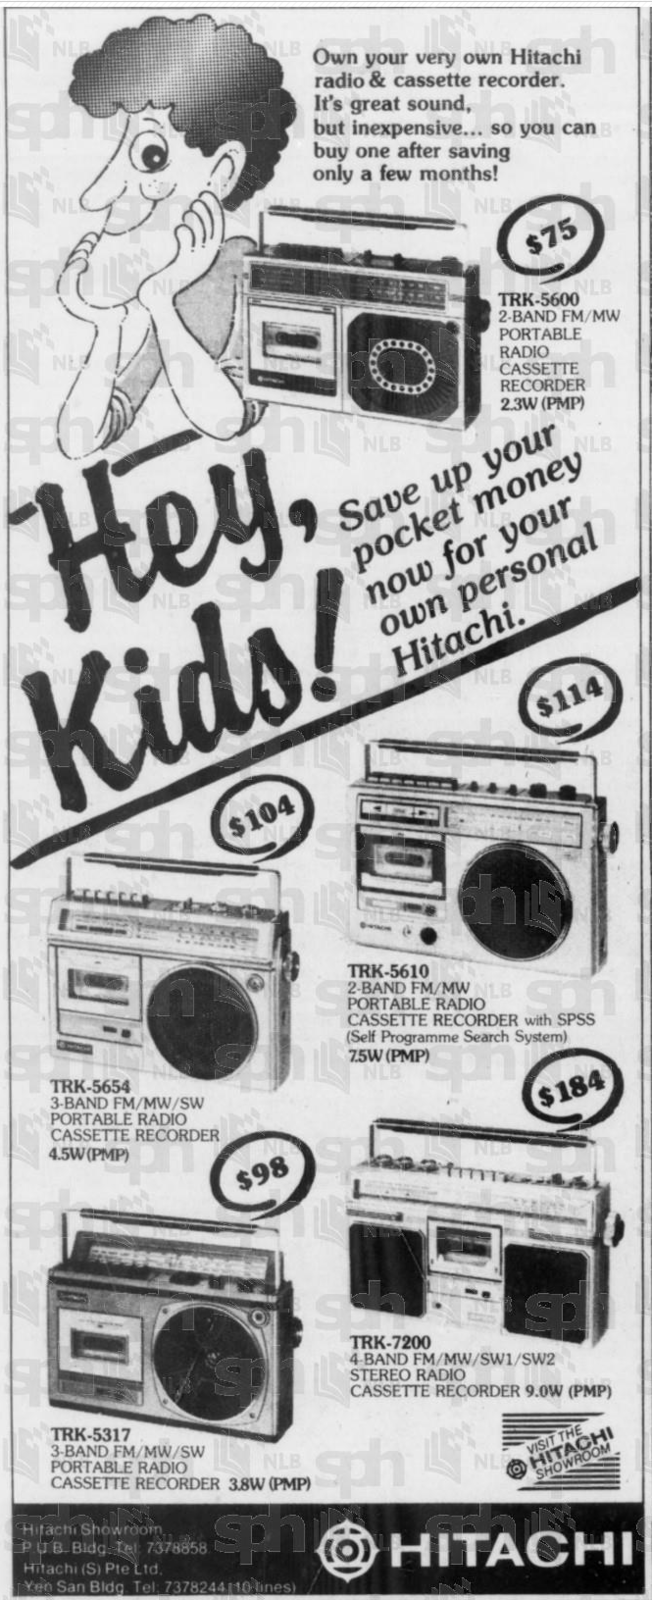 Own your very own Hitachi
radio & cassette recorder.
It's great sound,
but inexpensive... so you can
buy one after saving
only a few months!
$75
TRK-5600
2-BAND FM/MW
PORTABLE
RADIO
CASSETTE
RECORDER
2.3W (PMP)
Hey,
Kids!
Save up your
pocket money
now for your
own personal
Hitachi.
$114
TRK-5610
2-BAND FM/MW
PORTABLE RADIO
CASSETTE RECORDER with SPSS
(Self Programme Search System)
7.5W (PMP)
$104
TRK-5654
3-BAND FM/MW/SW
PORTABLE RADIO
CASSETTE RECORDER
4.5W (PMP)
$184
TRK-7200
4-BAND FM/MW/SW1/SW2
STEREO RADIO
CASSETTE RECORDER 9.0W (PMP)
$98
TRK-5317
3-BAND FM/MW/SW
PORTABLE RADIO
CASSETTE RECORDER 3.8W (PMP)
VISIT THE
HITACHI
SHOWROOM
Hitachi Showroom,
P.U.B. Bldg. Tel: 7378858
Hitachi (S) Pte Ltd,
Yen San Bldg. Tel: 7378244 (10 lines)
HITACHI
sph NLB